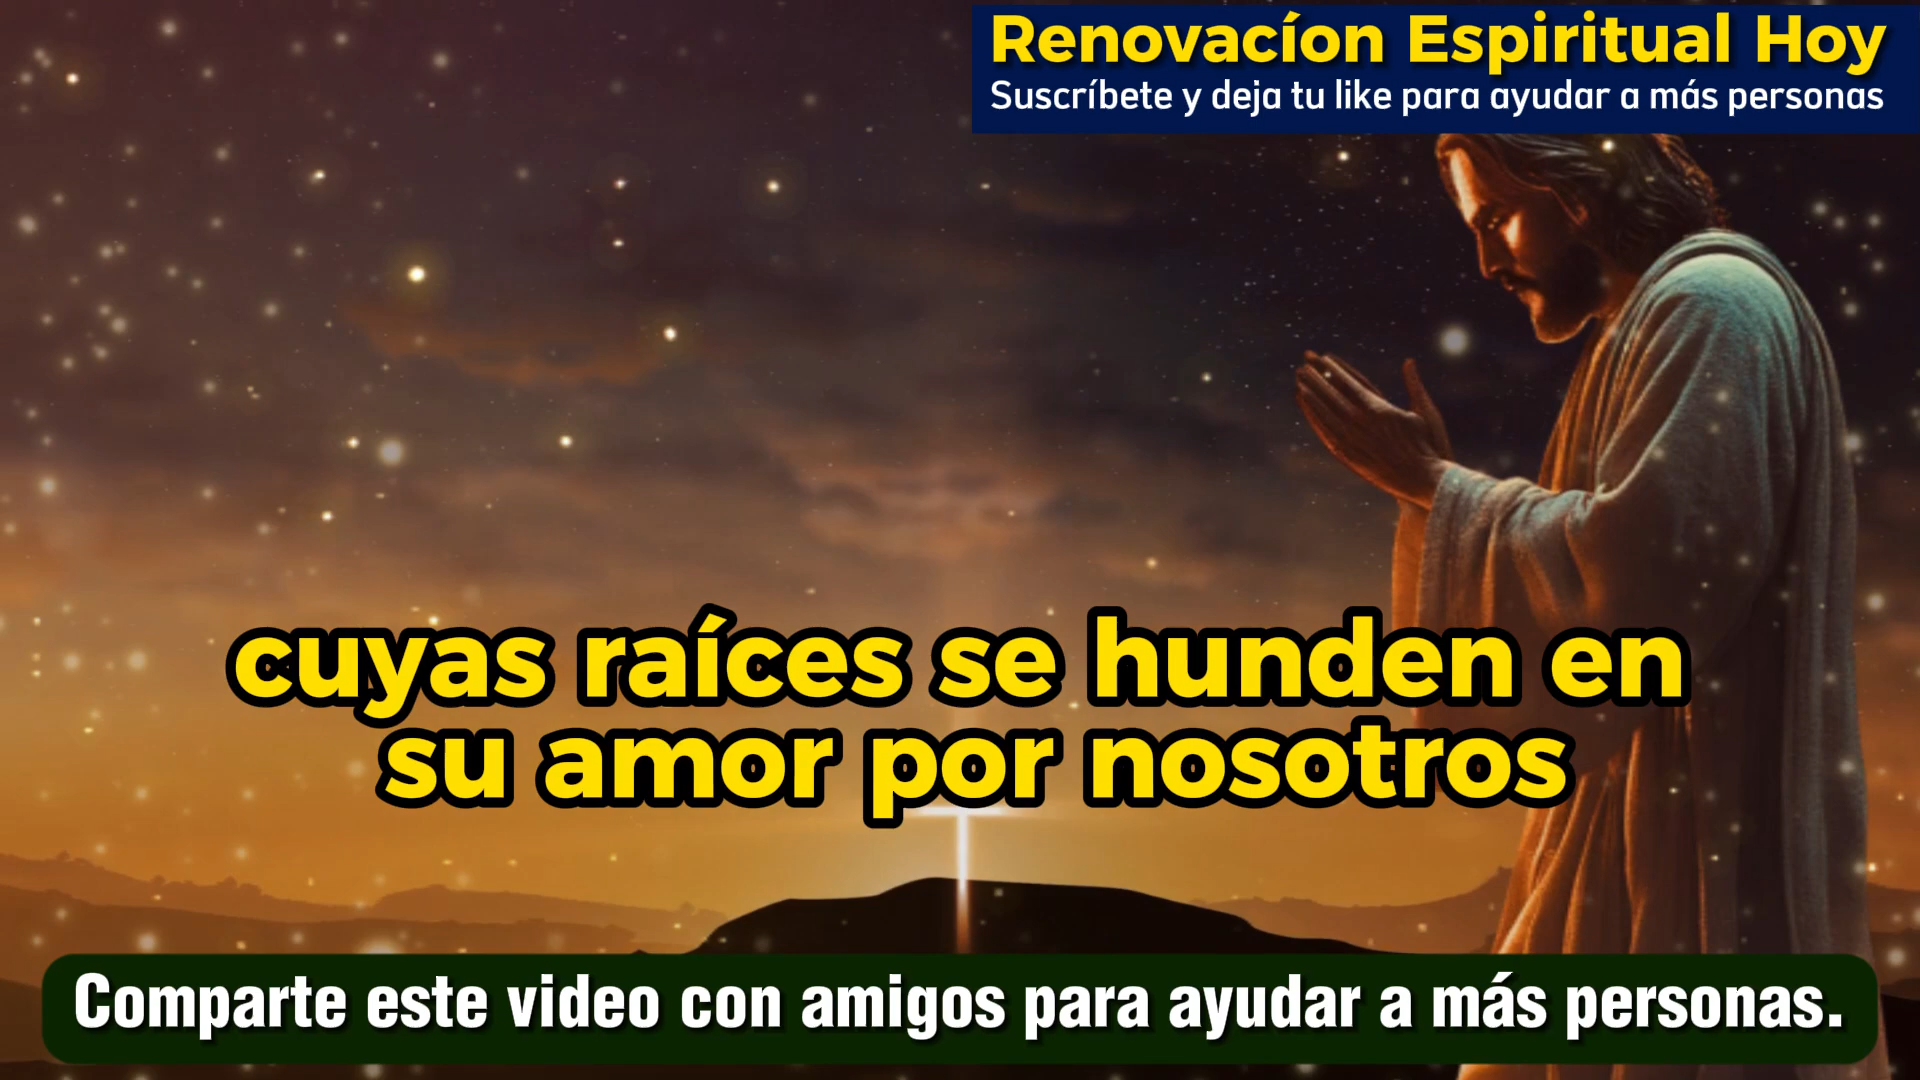 Renovacíon Espiritual Hoy
Suscríbete y deja tu like para ayudar a más personas
cuyas raíces se hunden en
su amor por nosotros
Comparte este video con amigos para ayudar a más personas.